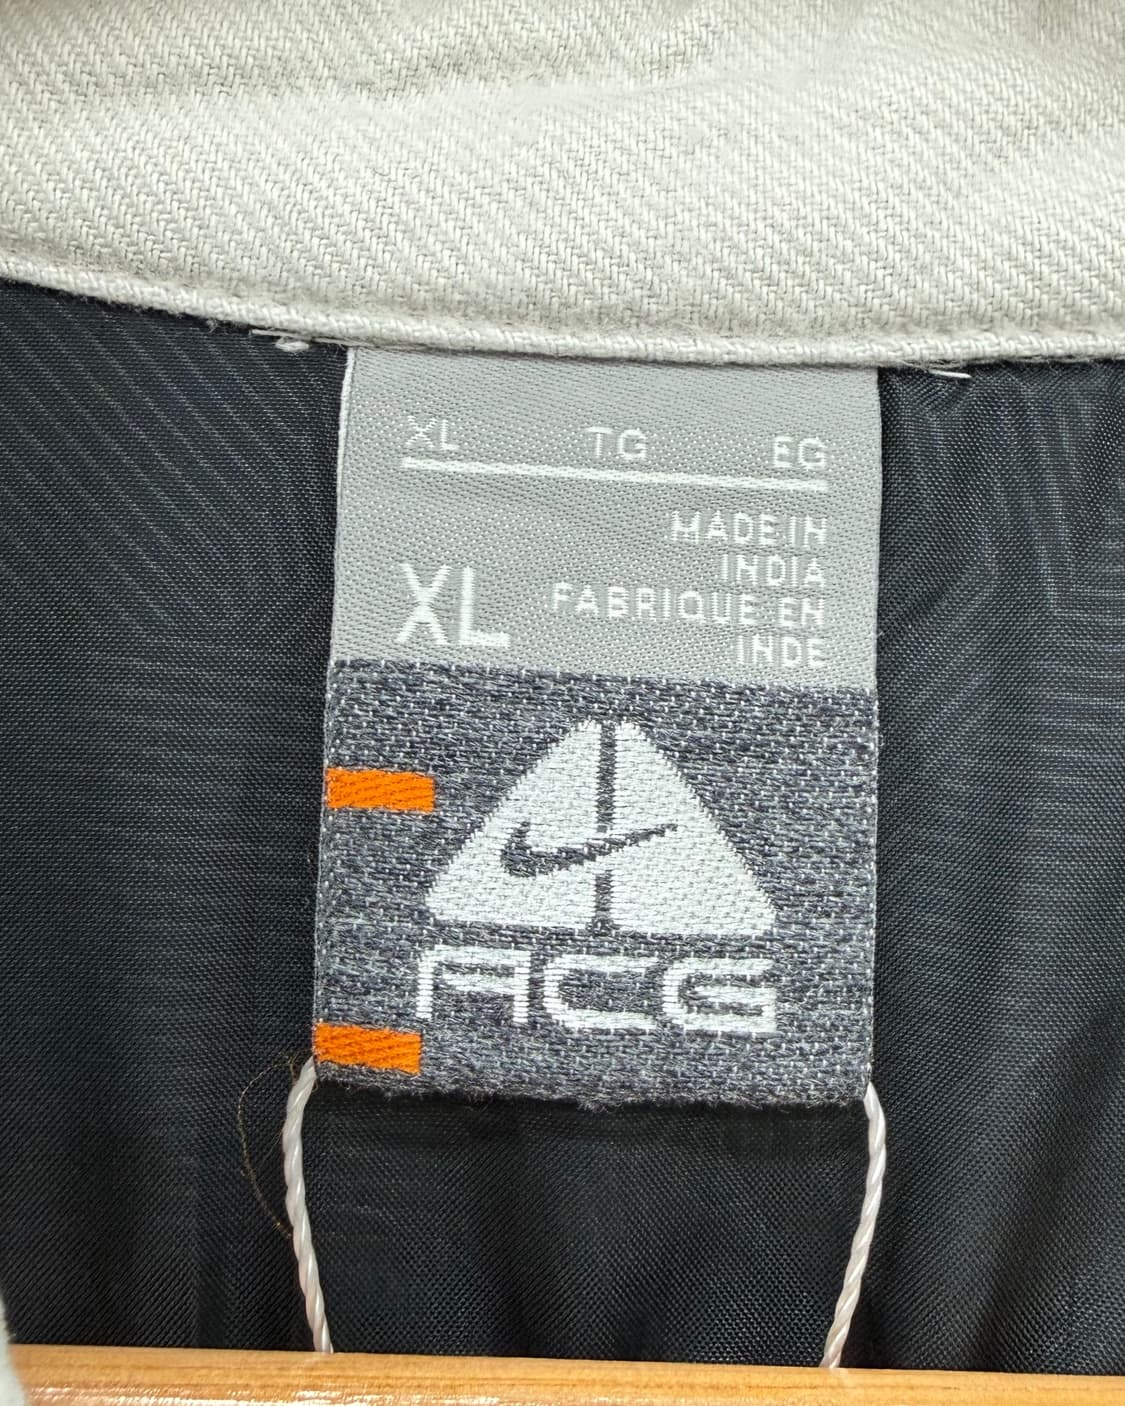 XL TG EG
MADE IN
INDIA
XL
FABRIQUE EN
INDE
ACG